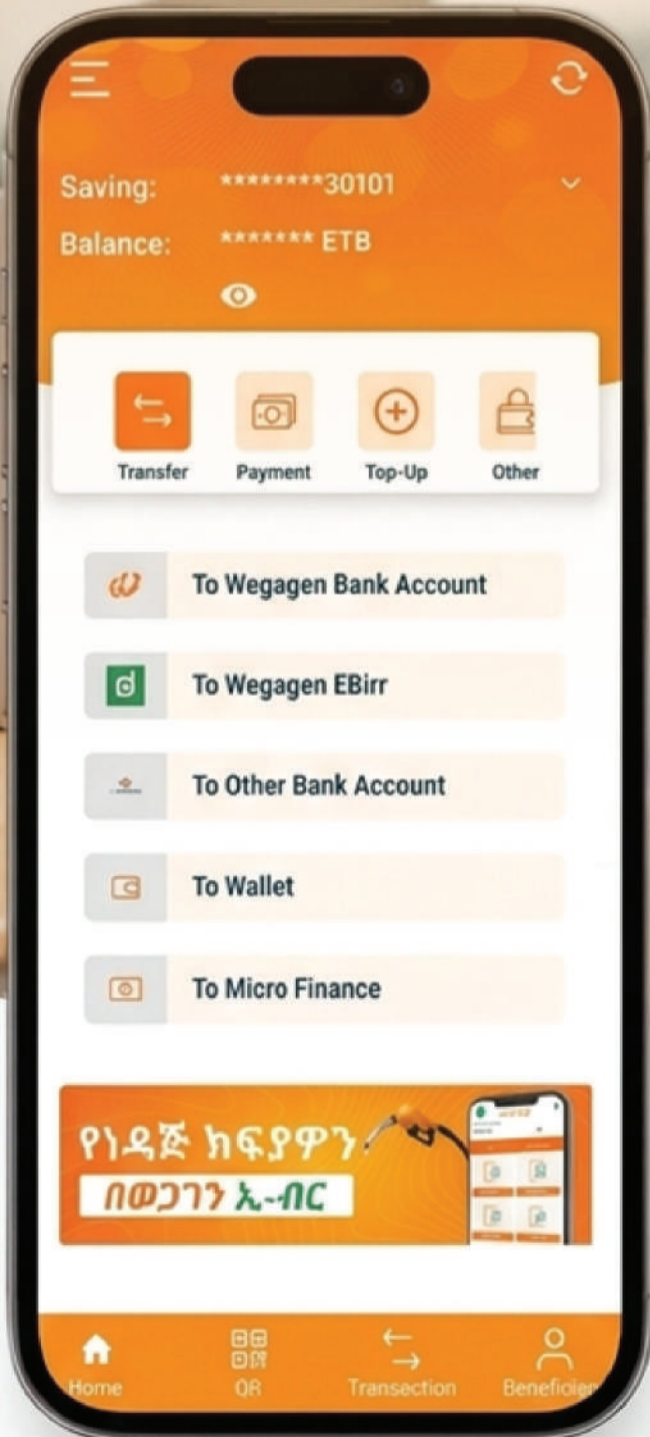 Saving: ********30101
Balance: ******* ETB
Transfer Payment Top-Up Other
To Wegagen Bank Account
To Wegagen EBirr
To Other Bank Account
To Wallet
To Micro Finance
የነዳጅ ክፍያዎን
በወጋገን ኢ-ብር
Home QR Transection Beneficier